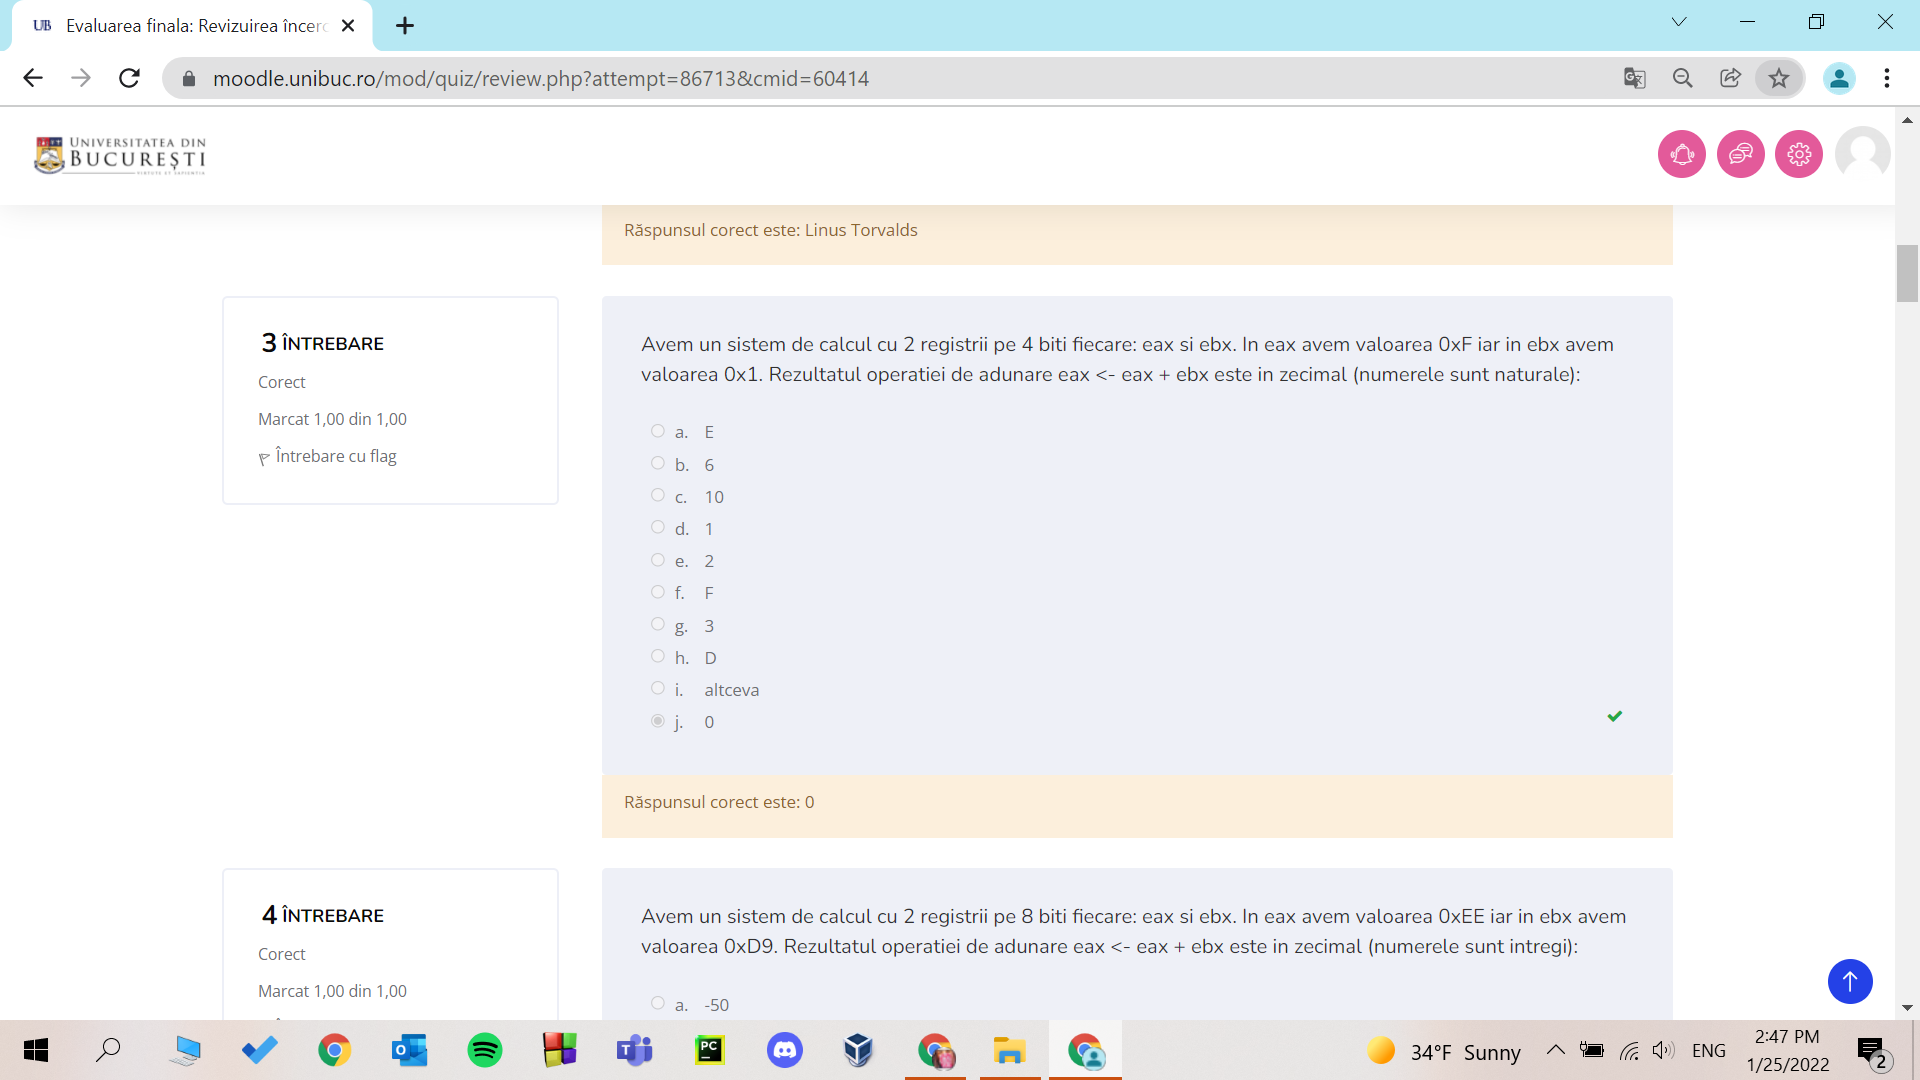 UB Evaluarea finala: Revizuirea încerc
moodle.unibuc.ro/mod/quiz/review.php?attempt=86713&cmid=60414
UNIVERSITATEA DIN
BUCUREȘTI
VIRTUTE ET SAPIENTIA
Răspunsul corect este: Linus Torvalds
3 ÎNTREBARE
Corect
Marcat 1,00 din 1,00
Întrebare cu flag
Avem un sistem de calcul cu 2 registrii pe 4 biti fiecare: eax si ebx. In eax avem valoarea 0xF iar in ebx avem
valoarea 0x1. Rezultatul operatiei de adunare eax <- eax + ebx este in zecimal (numerele sunt naturale):
a. E
b. 6
c. 10
d. 1
e. 2
f. F
g. 3
h. D
i. altceva
j. 0
Răspunsul corect este: 0
4 ÎNTREBARE
Corect
Marcat 1,00 din 1,00
Avem un sistem de calcul cu 2 registrii pe 8 biti fiecare: eax si ebx. In eax avem valoarea 0xEE iar in ebx avem
valoarea 0xD9. Rezultatul operatiei de adunare eax <- eax + ebx este in zecimal (numerele sunt intregi):
a. -50
34°F Sunny
ENG
2:47 PM
1/25/2022
2